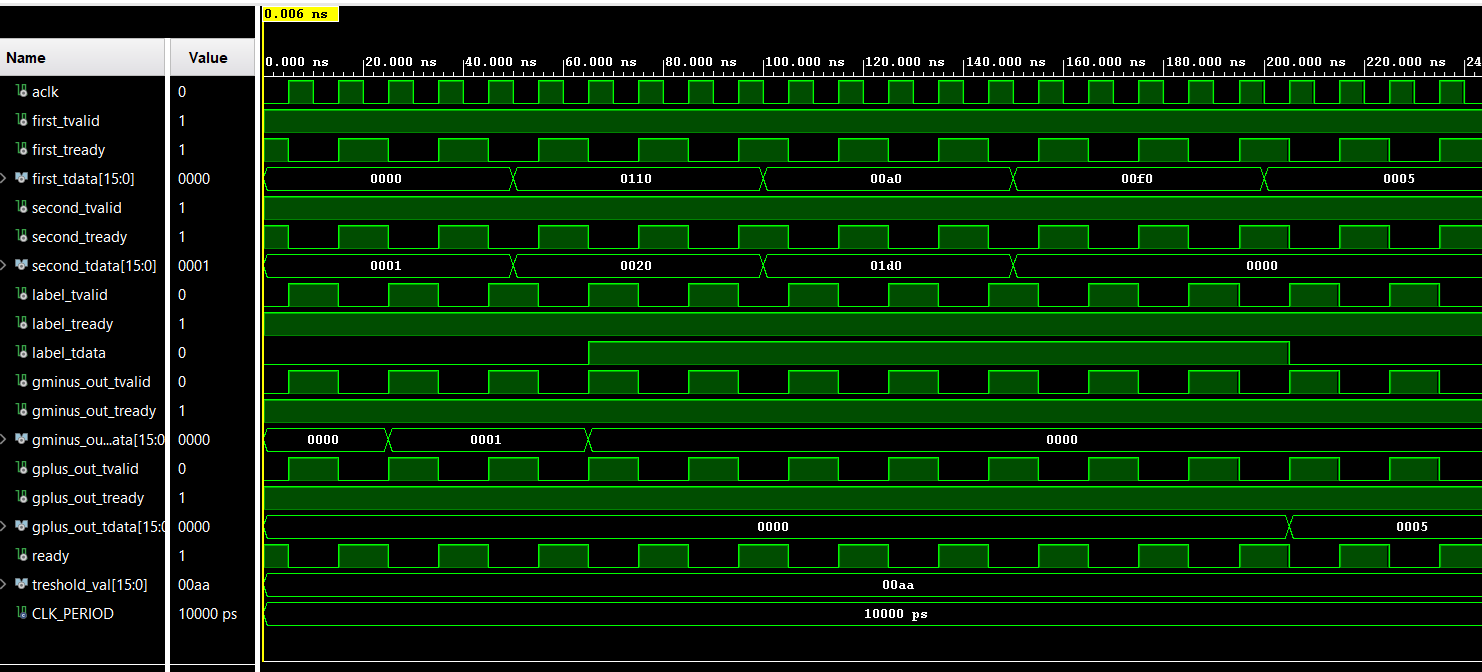 0.006 ns
Name Value
0.000 ns 20.000 ns 40.000 ns 60.000 ns 80.000 ns 100.000 ns 120.000 ns 140.000 ns 160.000 ns 180.000 ns 200.000 ns 220.000 ns 24
aclk 0
first_tvalid 1
first_tready 1
first_tdata[15:0] 0000 0000 0110 00a0 00f0 0005
second_tvalid 1
second_tready 1
second_tdata[15:0] 0001 0001 0020 01d0 0000
label_tvalid 0
label_tready 1
label_tdata 0
gminus_out_tvalid 0
gminus_out_tready 1
gminus_ou...ata[15:0 0000 0000 0001 0000
gplus_out_tvalid 0
gplus_out_tready 1
gplus_out_tdata[15:0 0000 0000 0005
ready 1
treshold_val[15:0] 00aa 00aa
CLK_PERIOD 10000 ps 10000 ps